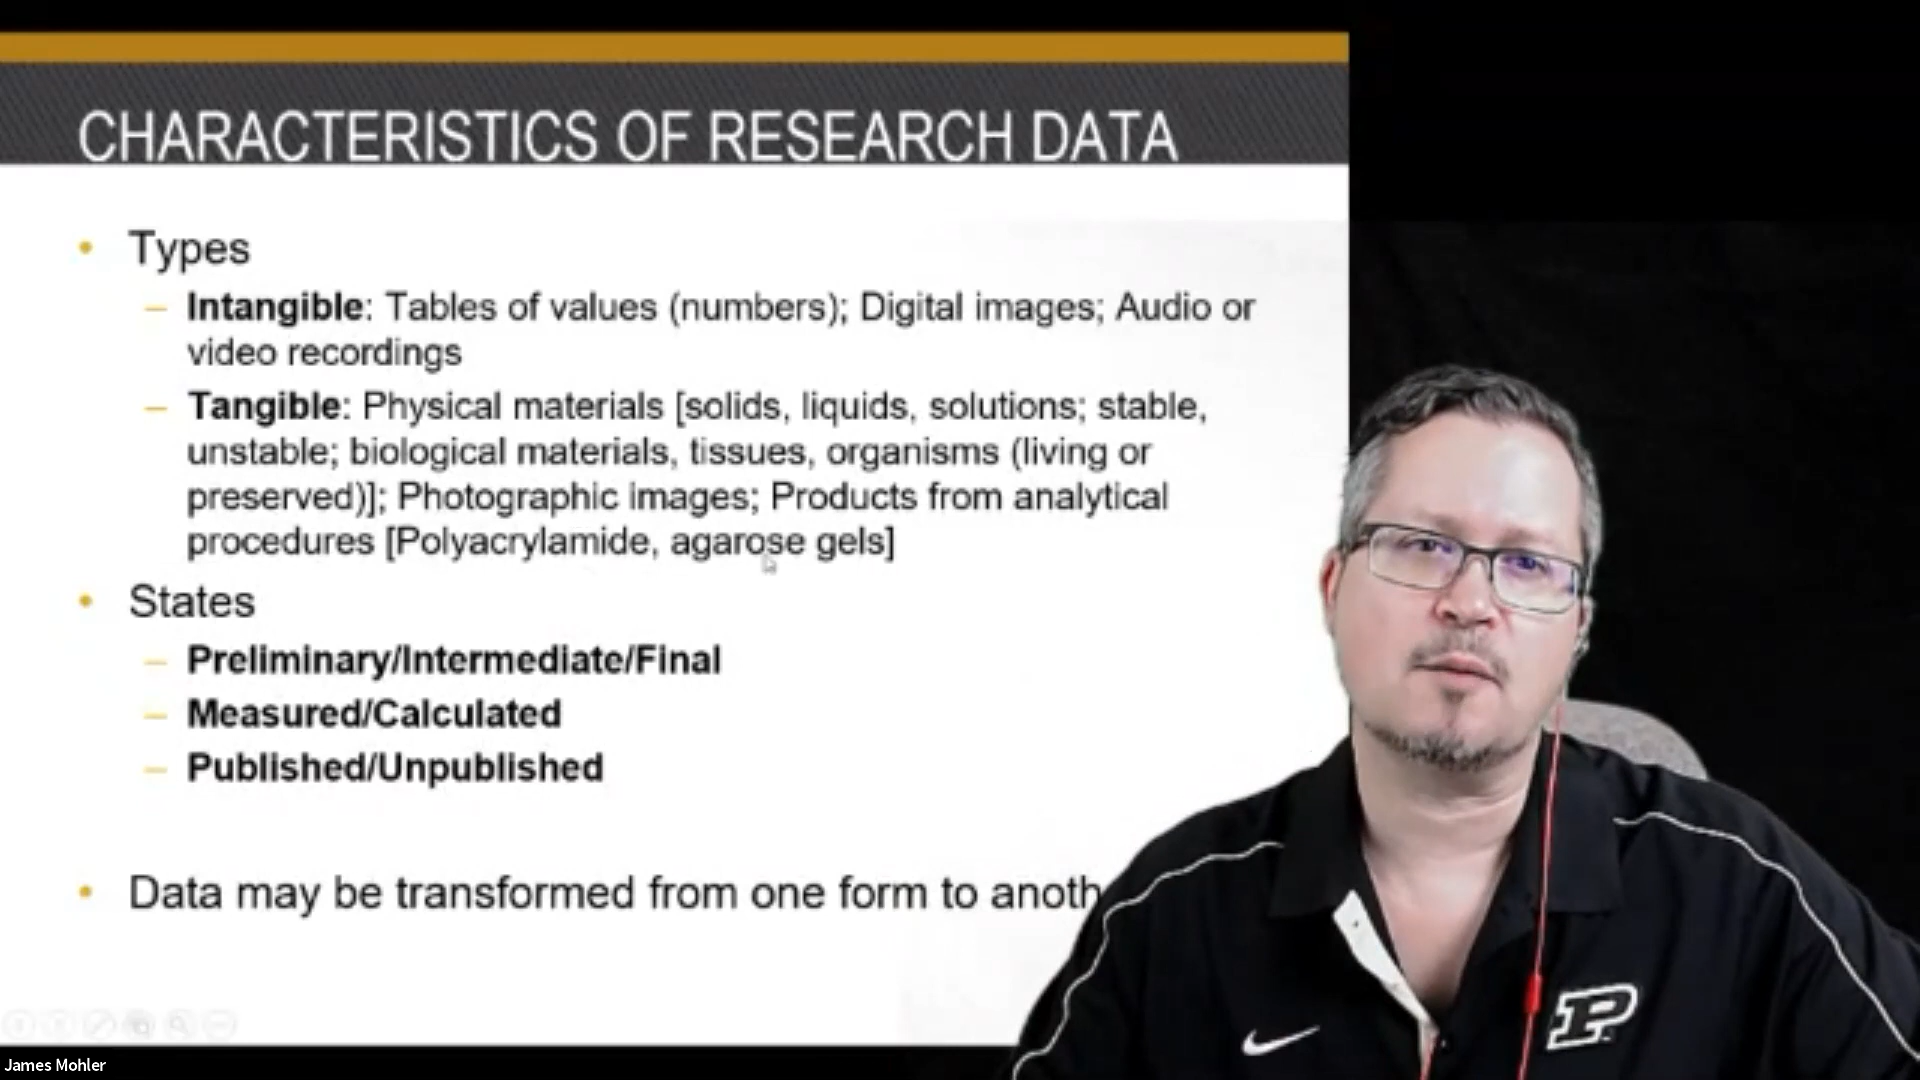 CHARACTERISTICS OF RESEARCH DATA
• Types
– Intangible: Tables of values (numbers); Digital images; Audio or
video recordings
– Tangible: Physical materials [solids, liquids, solutions; stable,
unstable; biological materials, tissues, organisms (living or
preserved)]; Photographic images; Products from analytical
procedures [Polyacrylamide, agarose gels]
• States
– Preliminary/Intermediate/Final
– Measured/Calculated
– Published/Unpublished
• Data may be transformed from one form to anoth
P
James Mohler